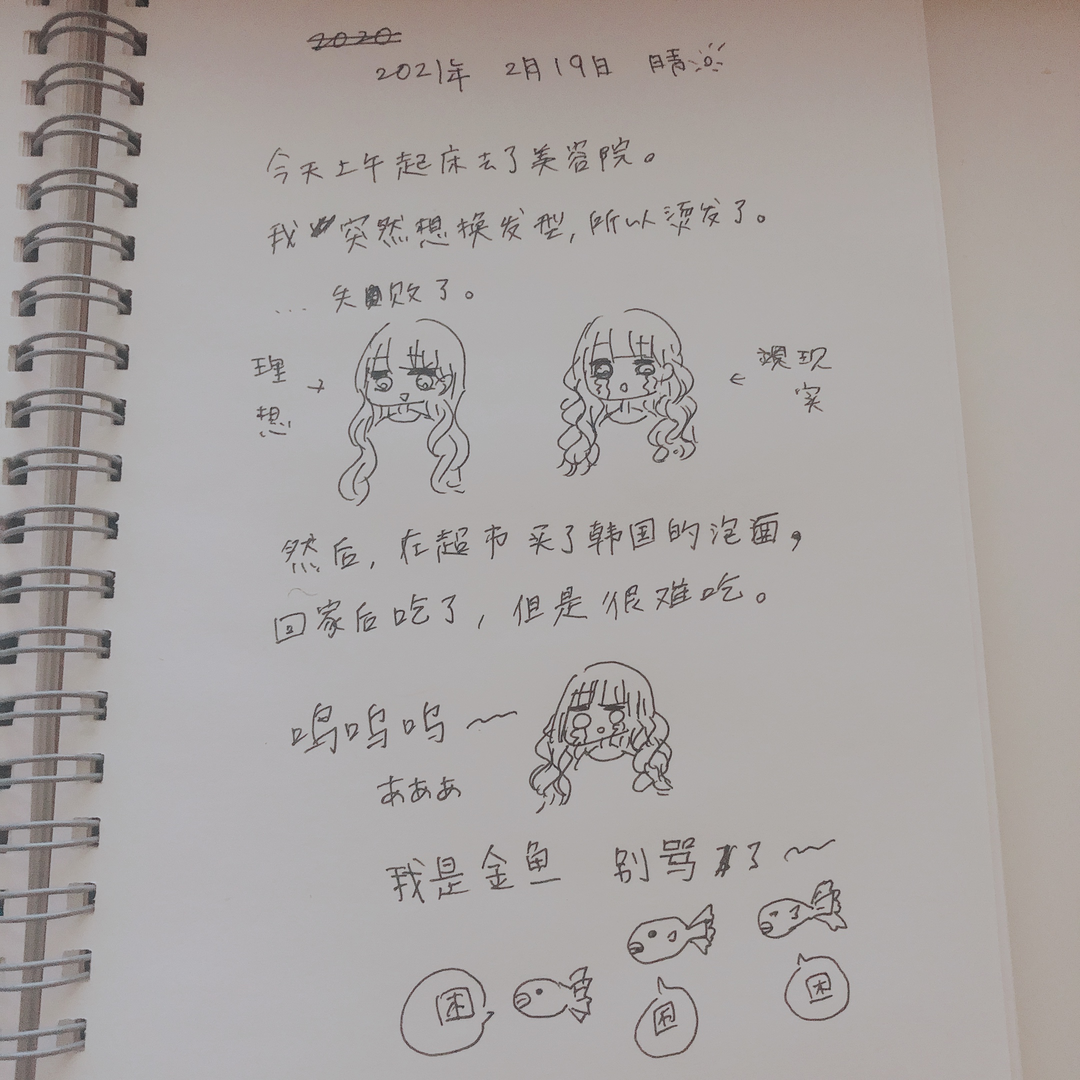 2020
2021年 2月19日 晴
今天上午起床去了美容院。
我突然想换发型,所以烫发了。
... 失败了。
理想 →
← 现实
然后,在超市买了韩国的泡面,
回家后吃了,但是很难吃。
呜呜呜~
あああ
我是金鱼 别骂了~
困
困
困